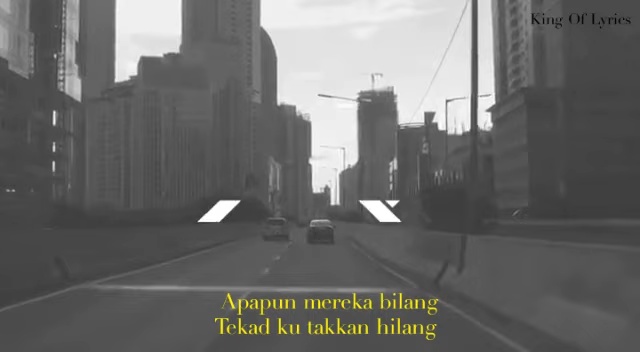 King Of Lyrics
Apapun mereka bilang
Tekad ku takkan hilang